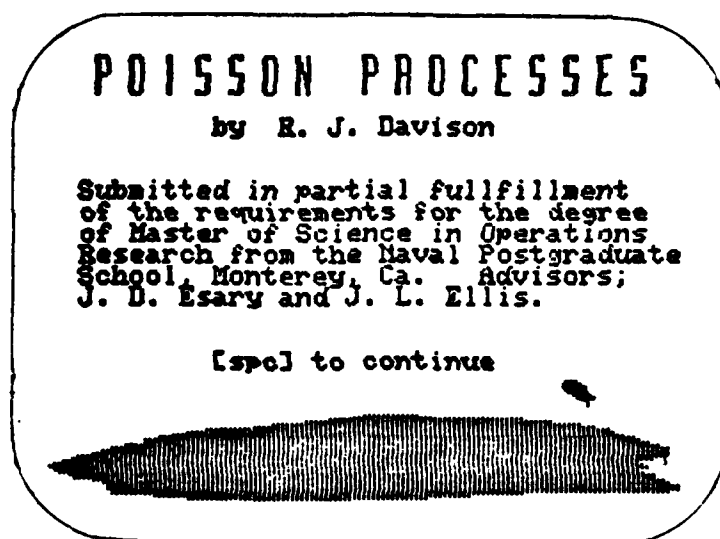 POISSON PROCESSES
by R. J. Davison
Submitted in partial fullfillment
of the requirements for the degree
of Master of Science in Operations
Research from the Naval Postgraduate
School, Monterey, Ca. Advisors;
J. D. Esary and J. L. Ellis.
[spc] to continue